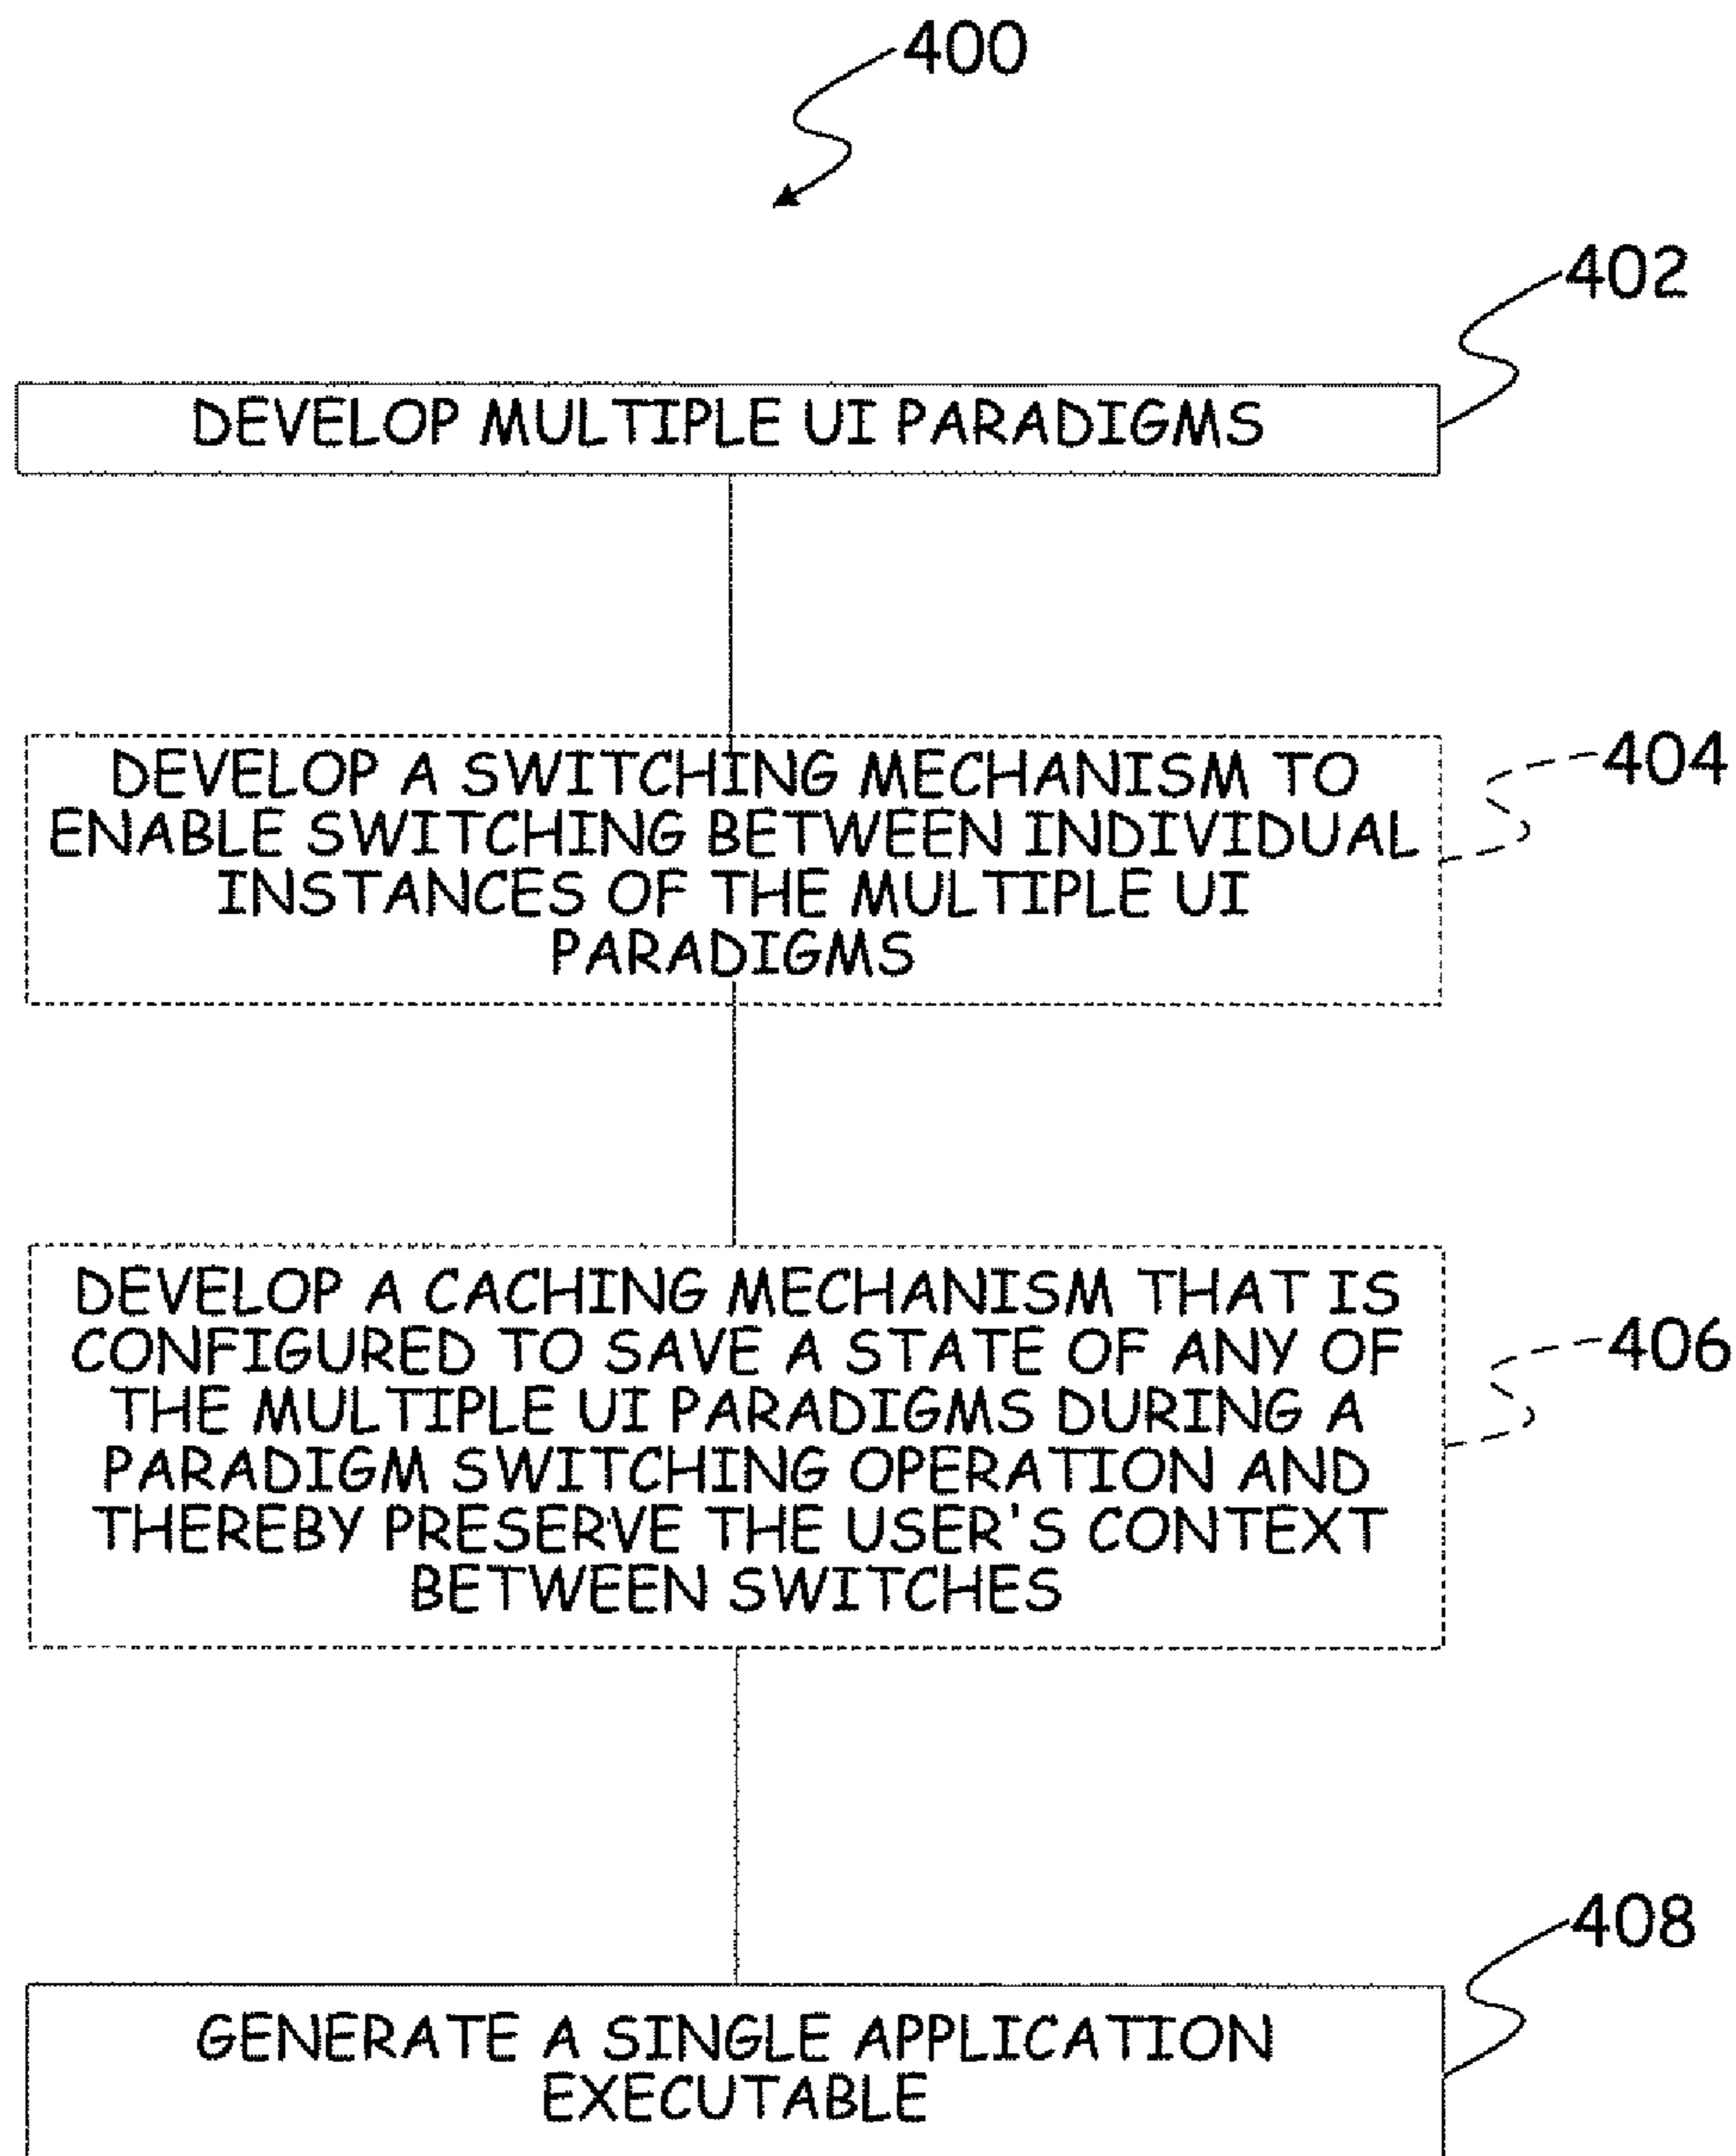 400
402
DEVELOP MULTIPLE UI PARADIGMS
404
DEVELOP A SWITCHING MECHANISM TO
ENABLE SWITCHING BETWEEN INDIVIDUAL
INSTANCES OF THE MULTIPLE UI
PARADIGMS
406
DEVELOP A CACHING MECHANISM THAT IS
CONFIGURED TO SAVE A STATE OF ANY OF
THE MULTIPLE UI PARADIGMS DURING A
PARADIGM SWITCHING OPERATION AND
THEREBY PRESERVE THE USER'S CONTEXT
BETWEEN SWITCHES
408
GENERATE A SINGLE APPLICATION
EXECUTABLE